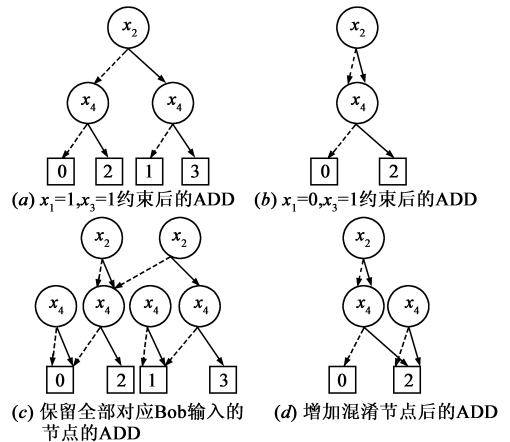 x₂ x₂
x₄ x₄ x₄
0 2 1 3 0 2
(a) x₁=1,x₃=1约束后的ADD (b) x₁=0,x₃=1约束后的ADD
x₂ x₂ x₂
x₄ x₄ x₄ x₄ x₄ x₄
0 2 1 3 0 2
(c) 保留全部对应Bob输入的
节点的ADD
(d) 增加混淆节点后的ADD